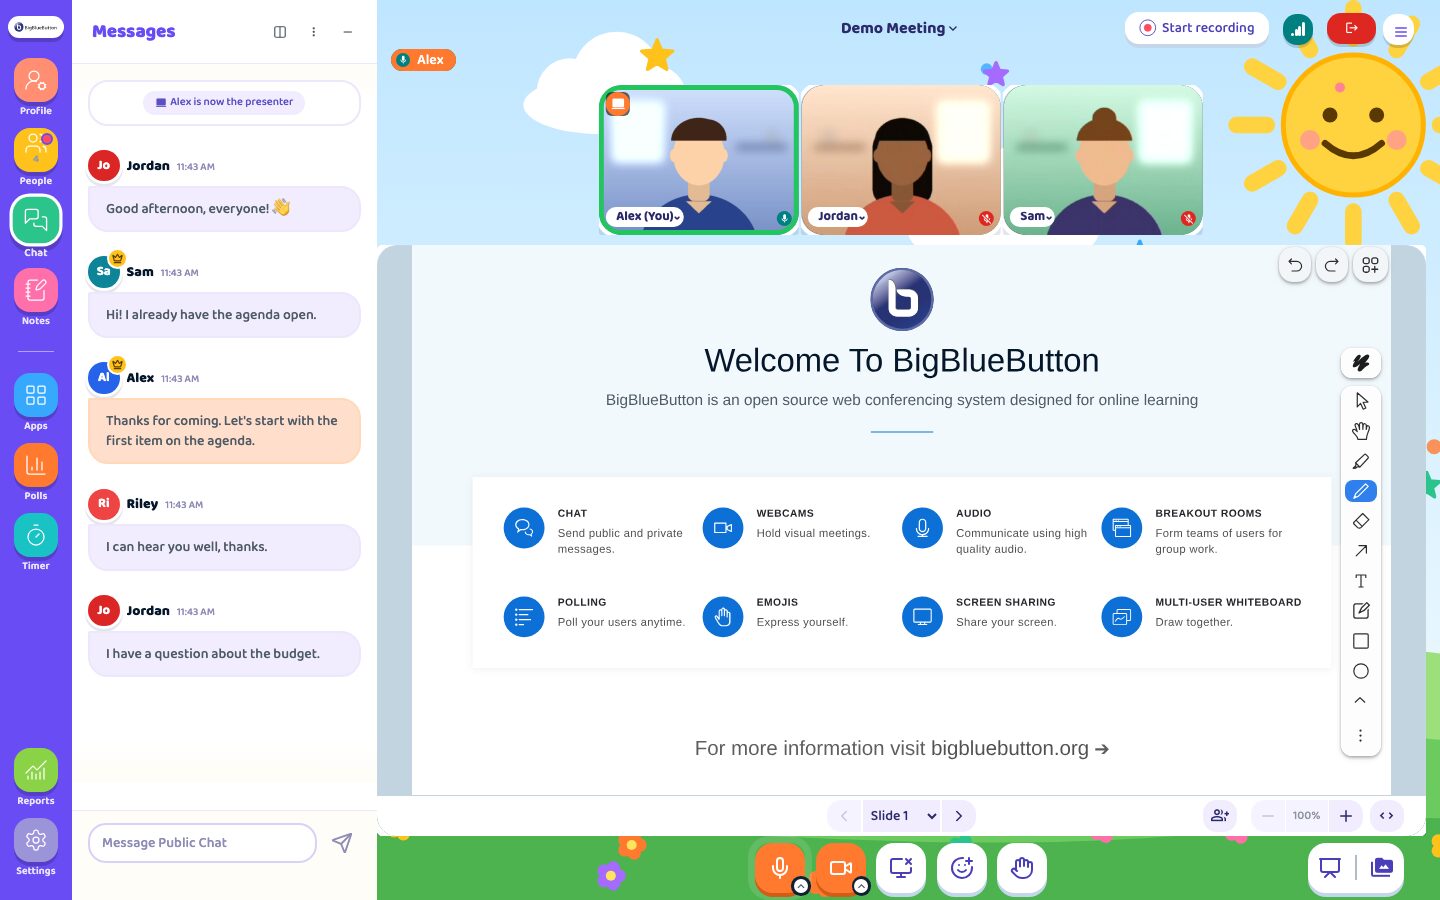 BigBlueButton
Profile
4
People
Chat
Notes
Apps
Polls
Timer
Reports
Settings
Messages
Alex is now the presenter
Jo
Jordan 11:43 AM
Good afternoon, everyone! 👋
Sa
Sam 11:43 AM
Hi! I already have the agenda open.
Al
Alex 11:43 AM
Thanks for coming. Let's start with the
first item on the agenda.
Ri
Riley 11:43 AM
I can hear you well, thanks.
Jo
Jordan 11:43 AM
I have a question about the budget.
Message Public Chat
Demo Meeting
Start recording
Alex
Alex (You)
Jordan
Sam
Welcome To BigBlueButton
BigBlueButton is an open source web conferencing system designed for online learning
CHAT
Send public and private
messages.
WEBCAMS
Hold visual meetings.
AUDIO
Communicate using high
quality audio.
BREAKOUT ROOMS
Form teams of users for
group work.
POLLING
Poll your users anytime.
EMOJIS
Express yourself.
SCREEN SHARING
Share your screen.
MULTI-USER WHITEBOARD
Draw together.
For more information visit bigbluebutton.org ➔
Slide 1
100%